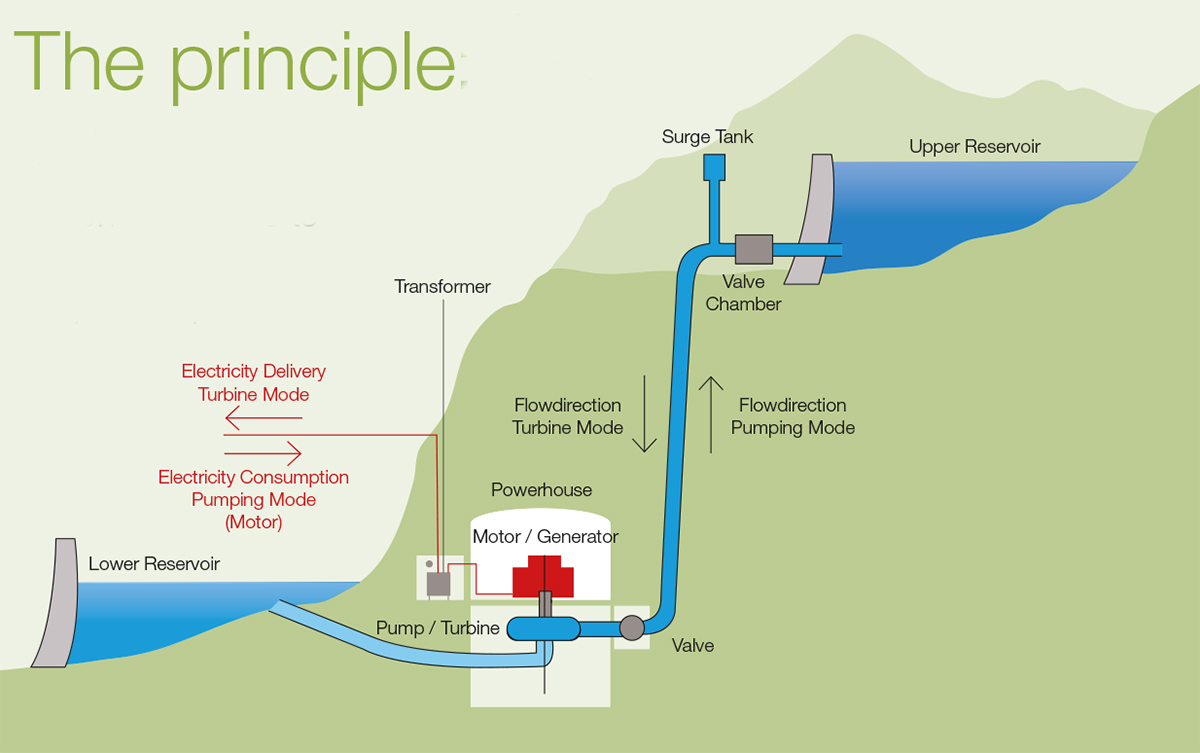 The principle:
Surge Tank
Upper Reservoir
Valve
Chamber
Transformer
Electricity Delivery
Turbine Mode
Flowdirection
Turbine Mode
Flowdirection
Pumping Mode
Electricity Consumption
Pumping Mode
(Motor)
Powerhouse
Motor / Generator
Lower Reservoir
Pump / Turbine
Valve